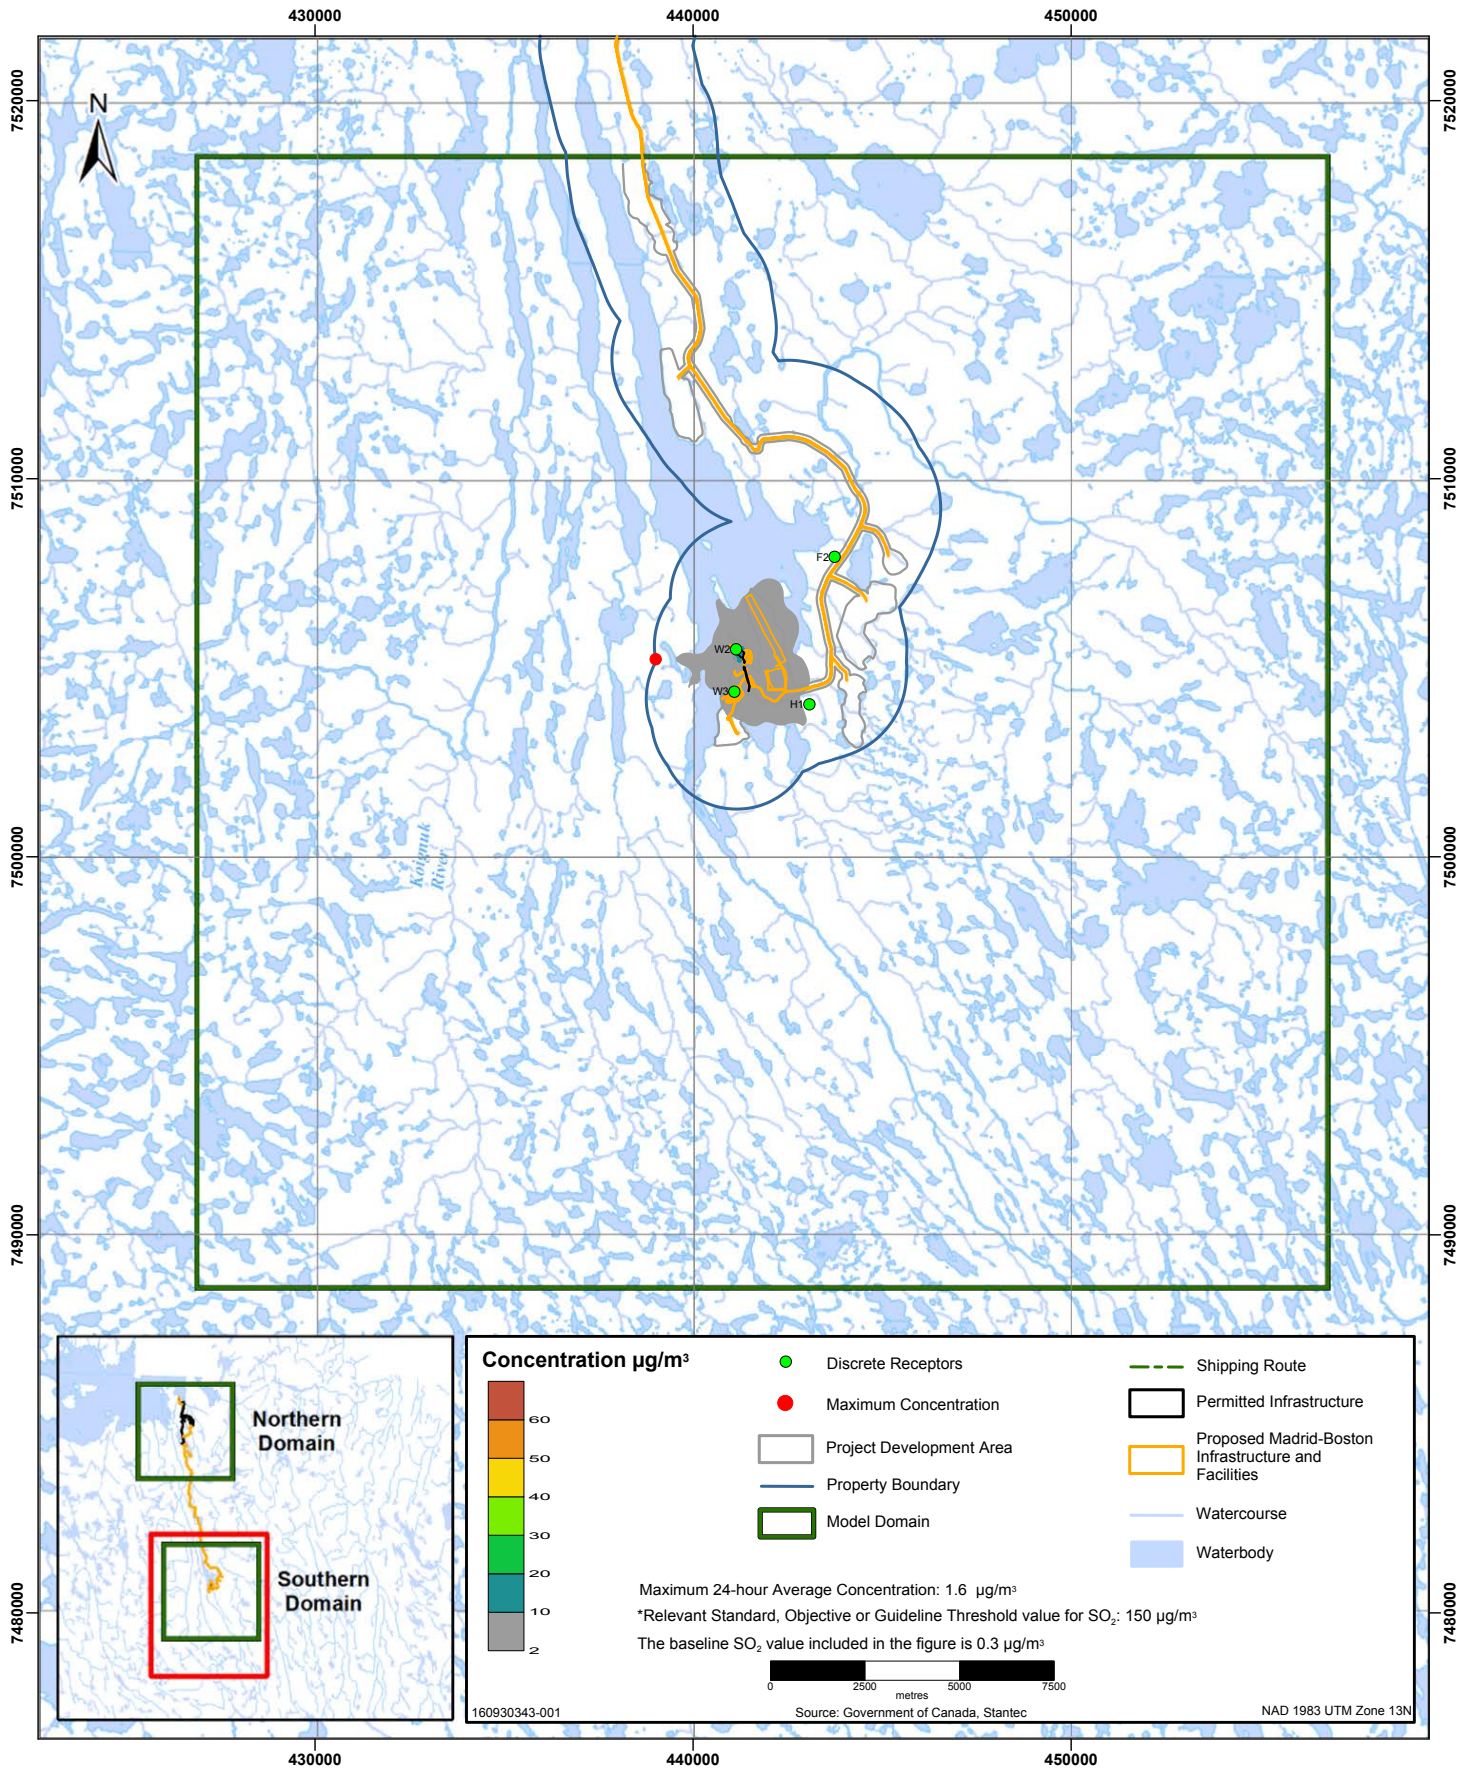 430000
440000
450000
7520000
7520000
N
7510000
7510000
F2
W2
W3
H1
7500000
7500000
Koignuk
River
7490000
7490000
Northern
Domain
Southern
Domain
Concentration µg/m³
60
50
40
30
20
10
2
Discrete Receptors
Maximum Concentration
Project Development Area
Property Boundary
Model Domain
Shipping Route
Permitted Infrastructure
Proposed Madrid-Boston
Infrastructure and
Facilities
Watercourse
Waterbody
7480000
7480000
Maximum 24-hour Average Concentration: 1.6 µg/m³
*Relevant Standard, Objective or Guideline Threshold value for SO₂: 150 µg/m³
The baseline SO₂ value included in the figure is 0.3 µg/m³
0 2500 5000 7500
metres
160930343-001
Source: Government of Canada, Stantec
NAD 1983 UTM Zone 13N
430000
440000
450000